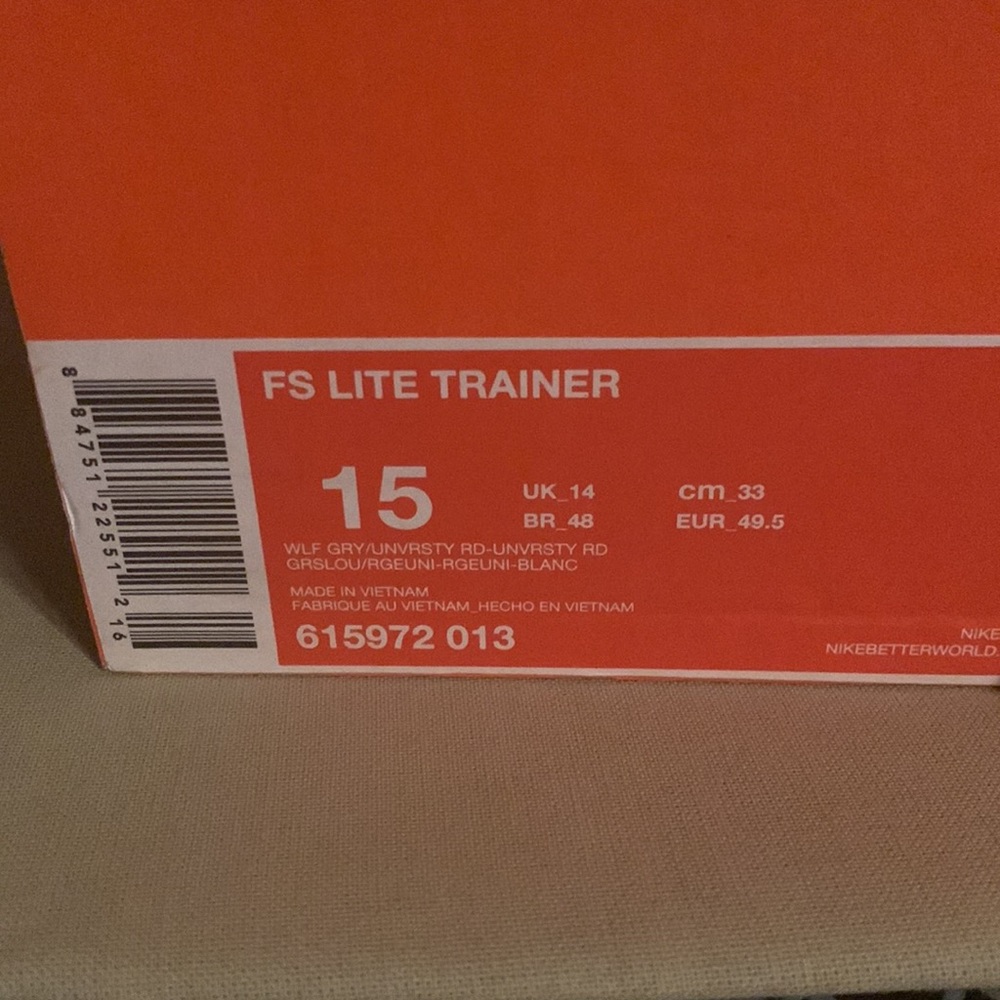 FS LITE TRAINER
15
UK_14 cm_33
BR_48 EUR_49.5
WLF GRY/UNVRSTY RD-UNVRSTY RD
GRSLOU/RGEUNI-RGEUNI-BLANC
MADE IN VIETNAM
FABRIQUE AU VIETNAM_HECHO EN VIETNAM
615972 013
NIKE
NIKEBETTERWORLD.
8 84751 22551 2 16